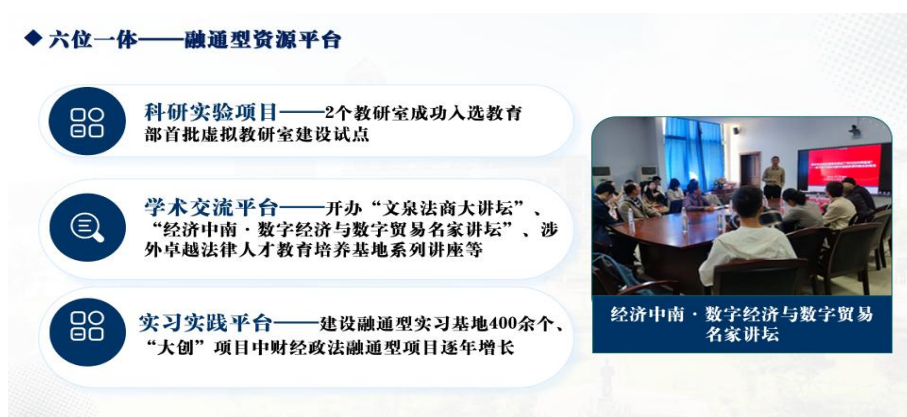 六位一体——融通型资源平台
科研实验项目——2个教研室成功入选教育
部首批虚拟教研室建设试点
学术交流平台——开办“文泉法商大讲坛”、
“经济中南·数字经济与数字贸易名家讲坛”、涉
外卓越法律人才教育培养基地系列讲座等
实习实践平台——建设融通型实习基地400余个、
“大创”项目中财经政法融通型项目逐年增长
经济中南·数字经济与数字贸易
名家讲坛